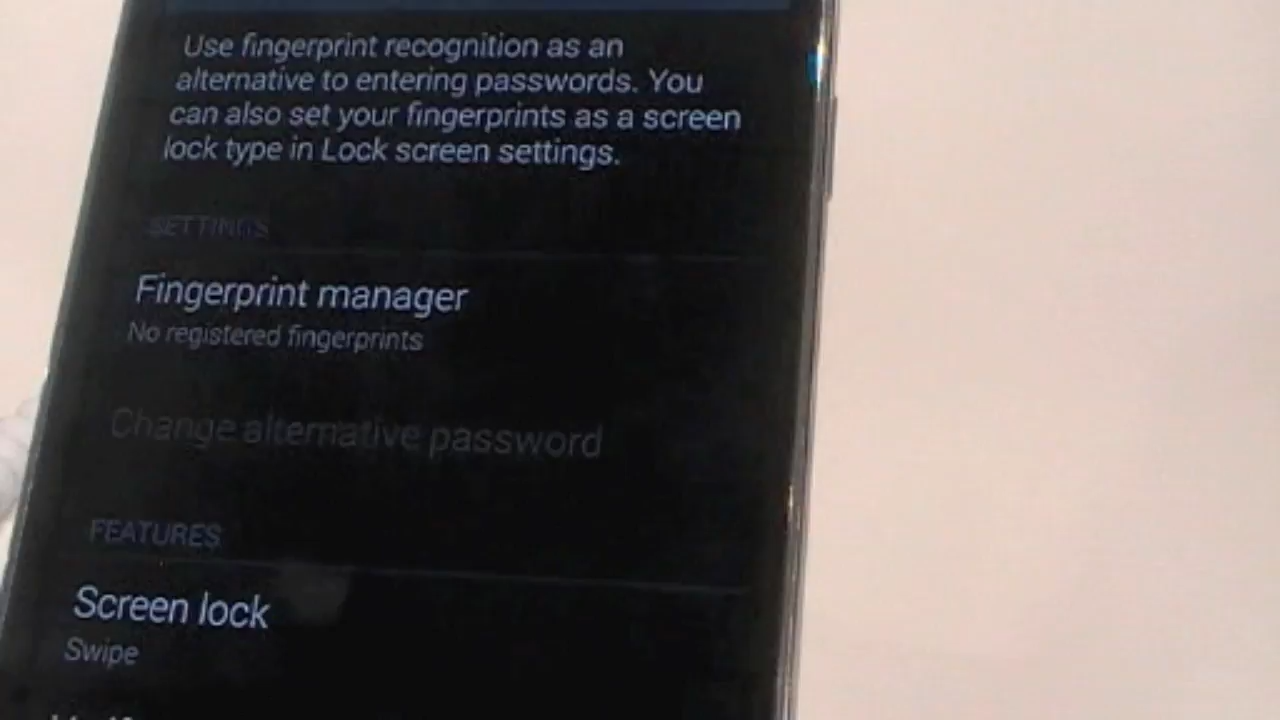 Use fingerprint recognition as an
alternative to entering passwords. You
can also set your fingerprints as a screen
lock type in Lock screen settings.
SETTINGS
Fingerprint manager
No registered fingerprints
Change alternative password
FEATURES
Screen lock
Swipe